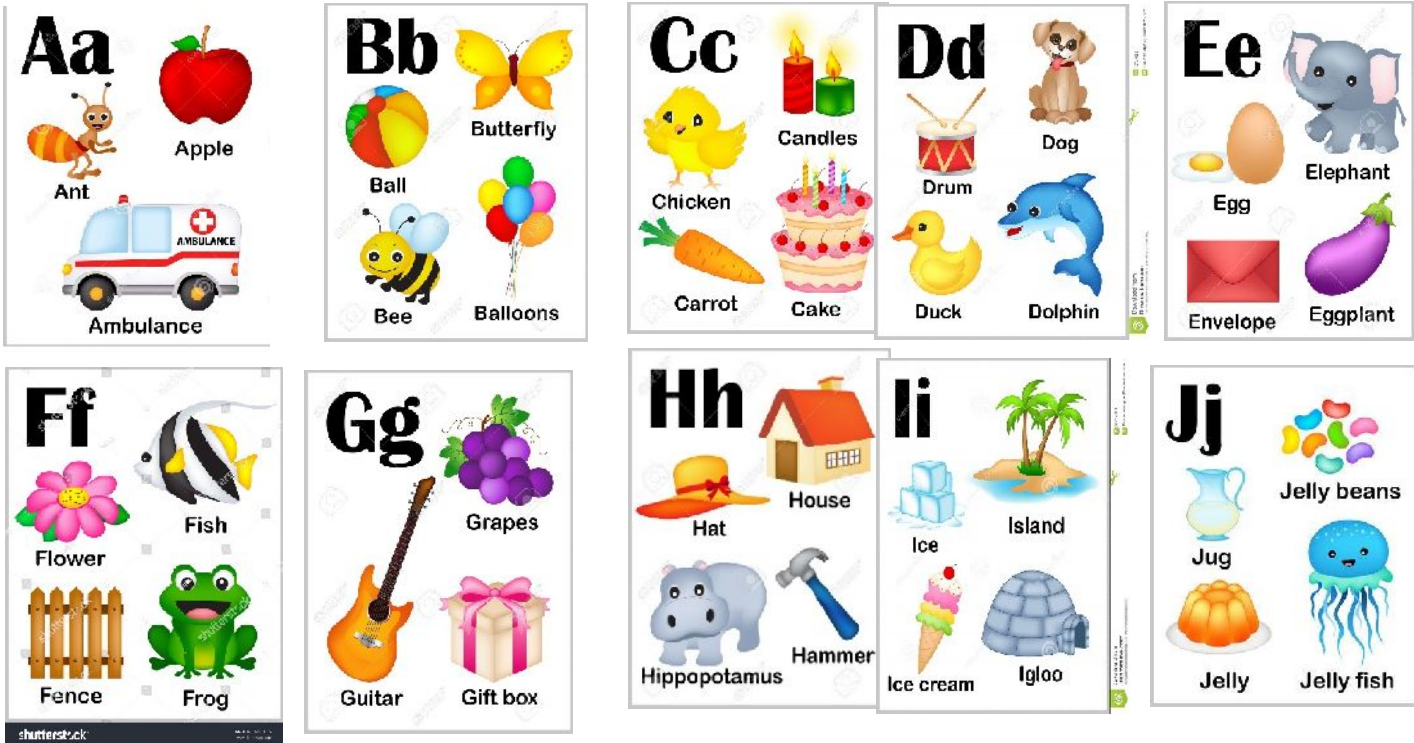 Aa
Apple
Ant
AMBULANCE
Ambulance
Bb
Butterfly
Ball
Bee
Balloons
Cc
Candles
Chicken
Carrot
Cake
Dd
Dog
Drum
Duck
Dolphin
Ee
Elephant
Egg
Envelope
Eggplant
Ff
Fish
Flower
Fence
Frog
shutterstock
Gg
Grapes
Guitar
Gift box
Hh
House
Hat
Hippopotamus
Hammer
Ii
Island
Ice
Ice cream
Igloo
Jj
Jelly beans
Jug
Jelly
Jelly fish